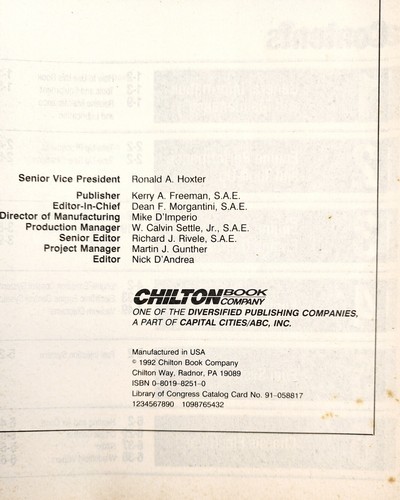 Senior Vice President Ronald A. Hoxter
Publisher Kerry A. Freeman, S.A.E.
Editor-In-Chief Dean F. Morgantini, S.A.E.
Director of Manufacturing Mike D'Imperio
Production Manager W. Calvin Settle, Jr., S.A.E.
Senior Editor Richard J. Rivele, S.A.E.
Project Manager Martin J. Gunther
Editor Nick D'Andrea
CHILTON BOOK COMPANY
ONE OF THE DIVERSIFIED PUBLISHING COMPANIES,
A PART OF CAPITAL CITIES/ABC, INC.
Manufactured in USA
© 1992 Chilton Book Company
Chilton Way, Radnor, PA 19089
ISBN 0-8019-8251-0
Library of Congress Catalog Card No. 91-058817
1234567890 1098765432